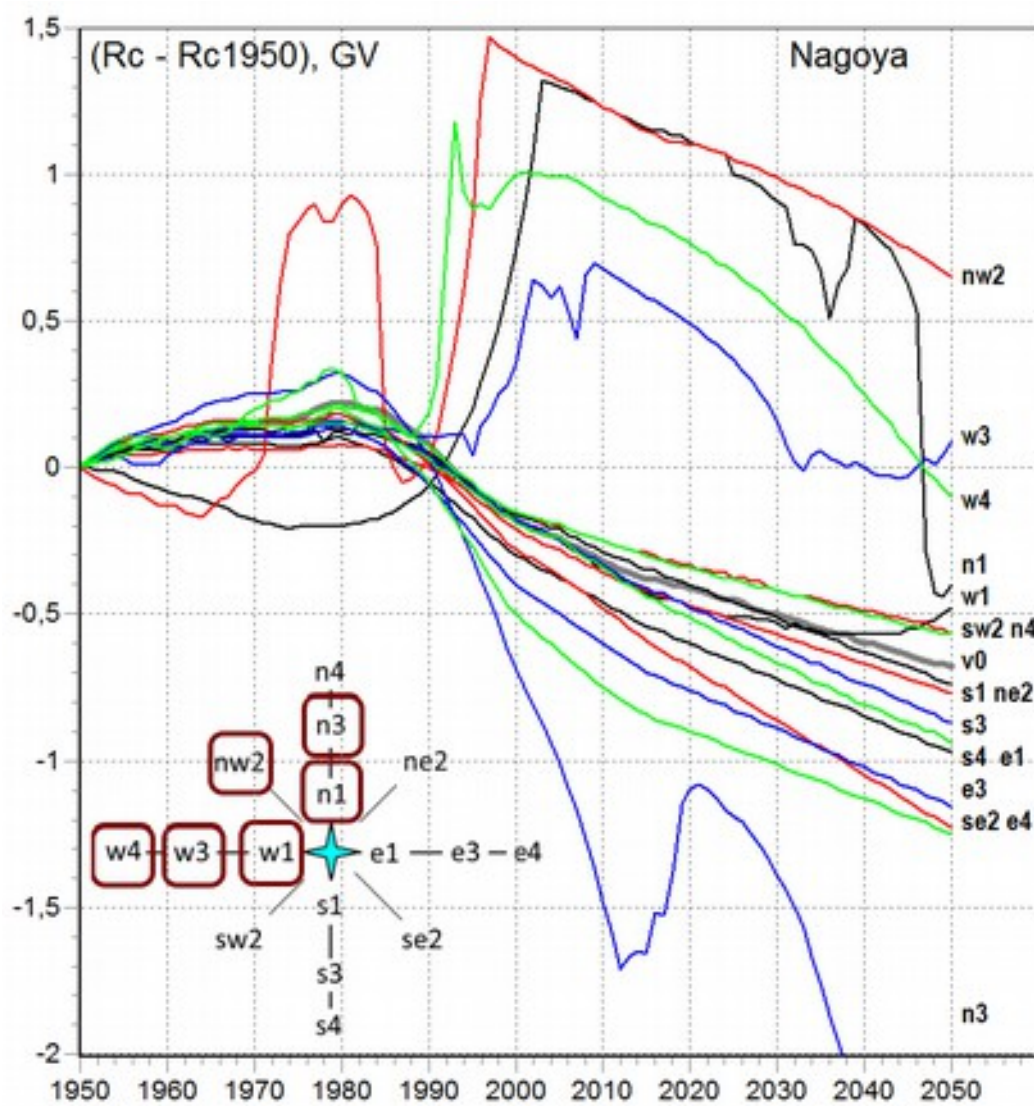 1,5
(Rc - Rc1950), GV Nagoya
1
nw2
0,5
w3
0
w4
n1
w1
-0,5
sw2 n4
n4
v0
s1 ne2
n3
s3
nw2 ne2
s4 e1
-1
n1
e3
se2 e4
w4 w3 w1 e1 e3 e4
s1
-1,5
sw2 se2
s3
n3
s4
-2
1950 1960 1970 1980 1990 2000 2010 2020 2030 2040 2050